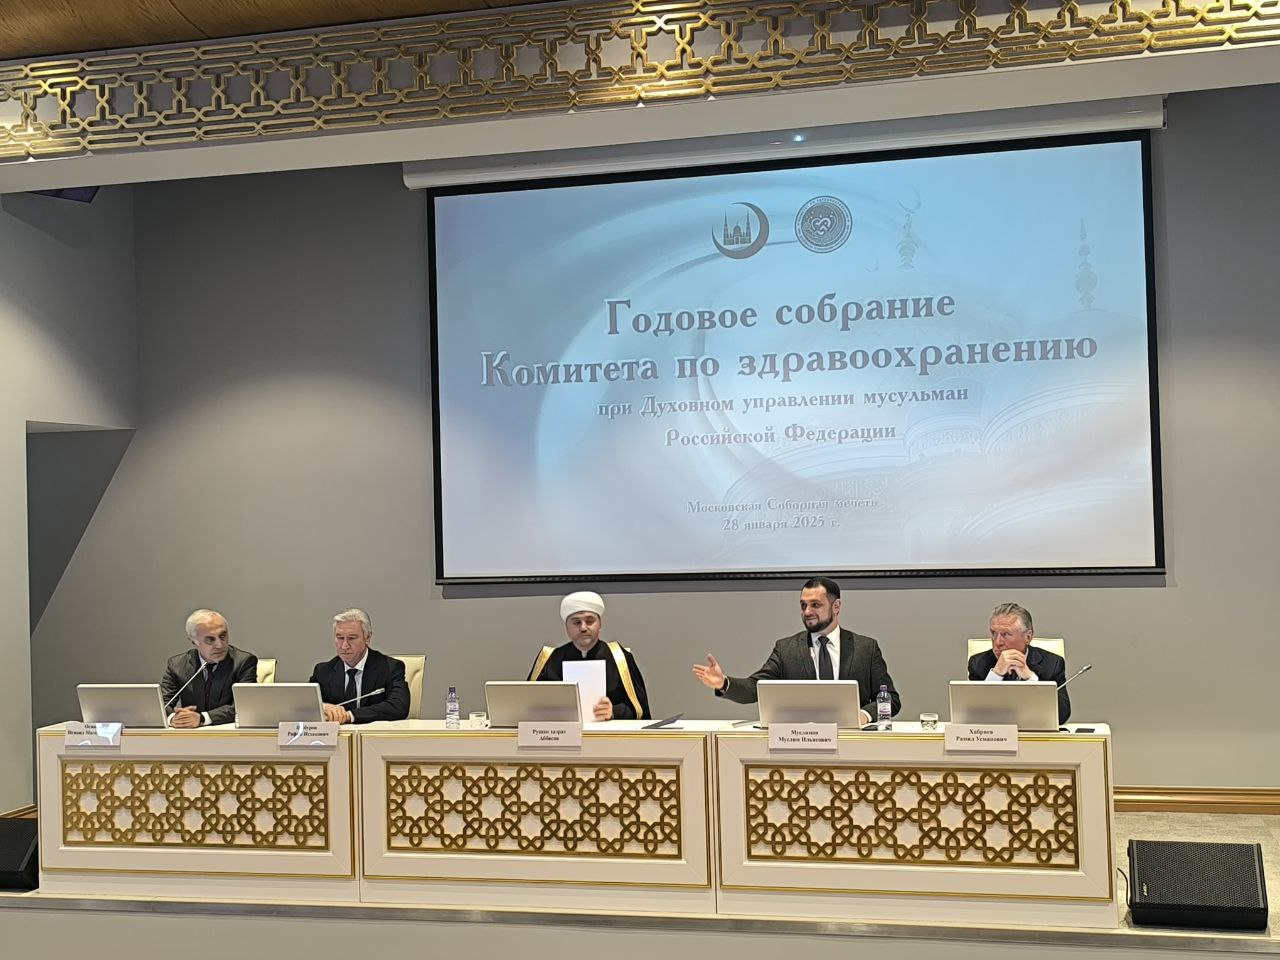 Годовое собрание
Комитета по здравоохранению
при Духовном управлении мусульман
Российской Федерации
Московская Соборная мечеть
28 января 2025 г.
Исмаил
Рушан хазрат
Аббясов
Муслимов
Муслим Ильясович
Хабриев
Рамил Усманович